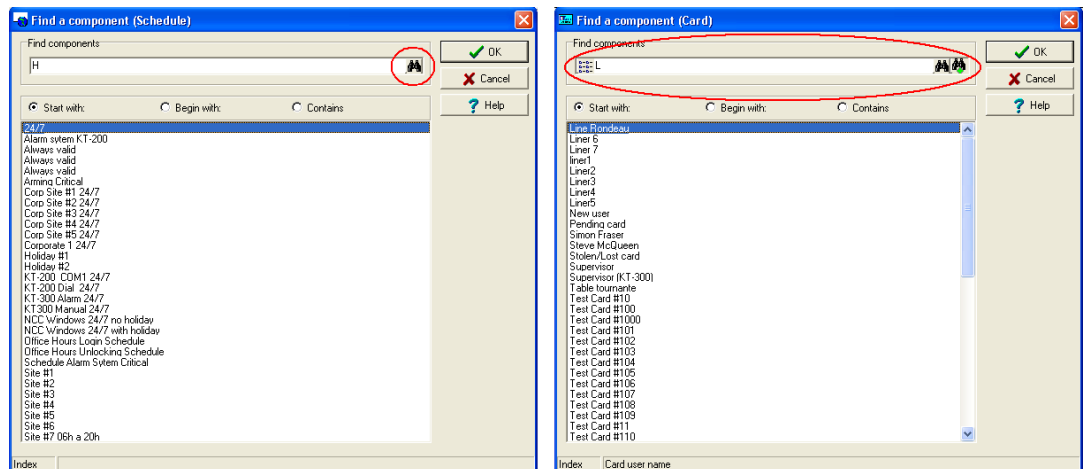 Find a component (Schedule)
Find components
H
OK
Cancel
Help
Start with:
Begin with:
Contains
24/7
Alarm sytem KT-200
Always valid
Always valid
Always valid
Arming Critical
Corp Site #1 24/7
Corp Site #2 24/7
Corp Site #3 24/7
Corp Site #4 24/7
Corp Site #5 24/7
Corporate 1 24/7
Holiday #1
Holiday #2
KT-200 COM1 24/7
KT-200 Dial 24/7
KT-300 Alarm 24/7
KT300 Manual 24/7
NCC Windows 24/7 no holiday
NCC Windows 24/7 with holiday
Office Hours Login Schedule
Office Hours Unlocking Schedule
Schedule Alarm Sytem Critical
Site #1
Site #2
Site #3
Site #4
Site #5
Site #6
Site #7 06h a 20h
Index
Find a component (Card)
Find components
L
OK
Cancel
Help
Start with:
Begin with:
Contains
Line Rondeau
Liner 6
Liner 7
liner1
Liner2
Liner3
Liner4
Liner5
New user
Pending card
Simon Fraser
Steve McQueen
Stolen/Lost card
Supervisor
Supervisor (KT-300)
Table tournante
Test Card #10
Test Card #100
Test Card #1000
Test Card #101
Test Card #102
Test Card #103
Test Card #104
Test Card #105
Test Card #106
Test Card #107
Test Card #108
Test Card #109
Test Card #11
Test Card #110
Index
Card user name